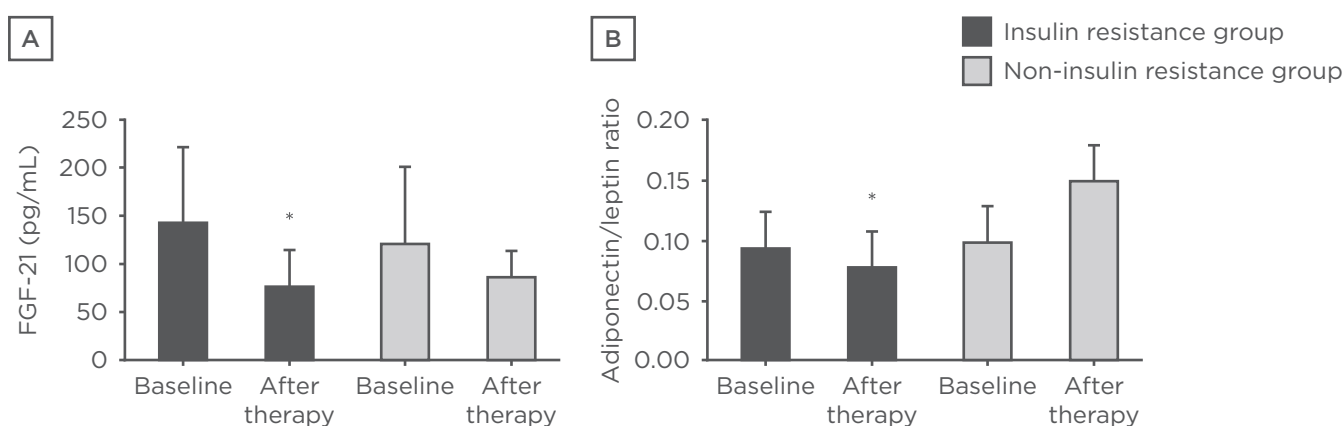 A
FGF-21 (pg/mL)
250
200
150
100
50
0
*
Baseline
After
therapy
Baseline
After
therapy
B
Insulin resistance group
Non-insulin resistance group
Adiponectin/leptin ratio
0.20
0.15
0.10
0.05
0.00
*
Baseline
After
therapy
Baseline
After
therapy